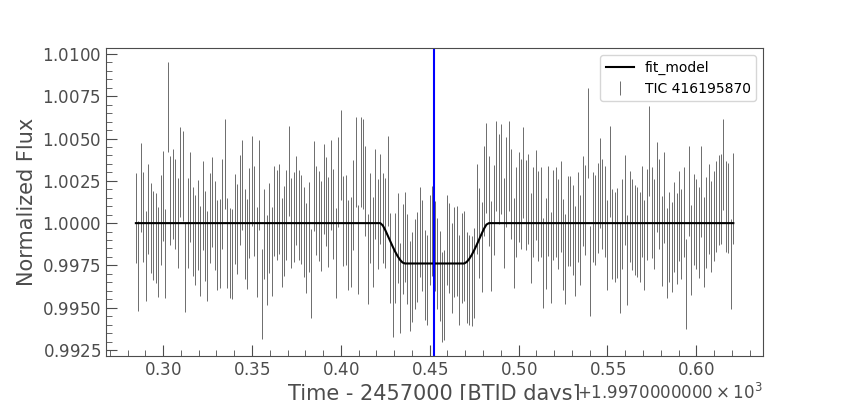 1.0100
1.0075
1.0050
1.0025
1.0000
0.9975
0.9950
0.9925
Normalized Flux
fit_model
TIC 416195870
0.30 0.35 0.40 0.45 0.50 0.55 0.60
Time - 2457000 [BTJD days]
+1.9970000000 × 10³